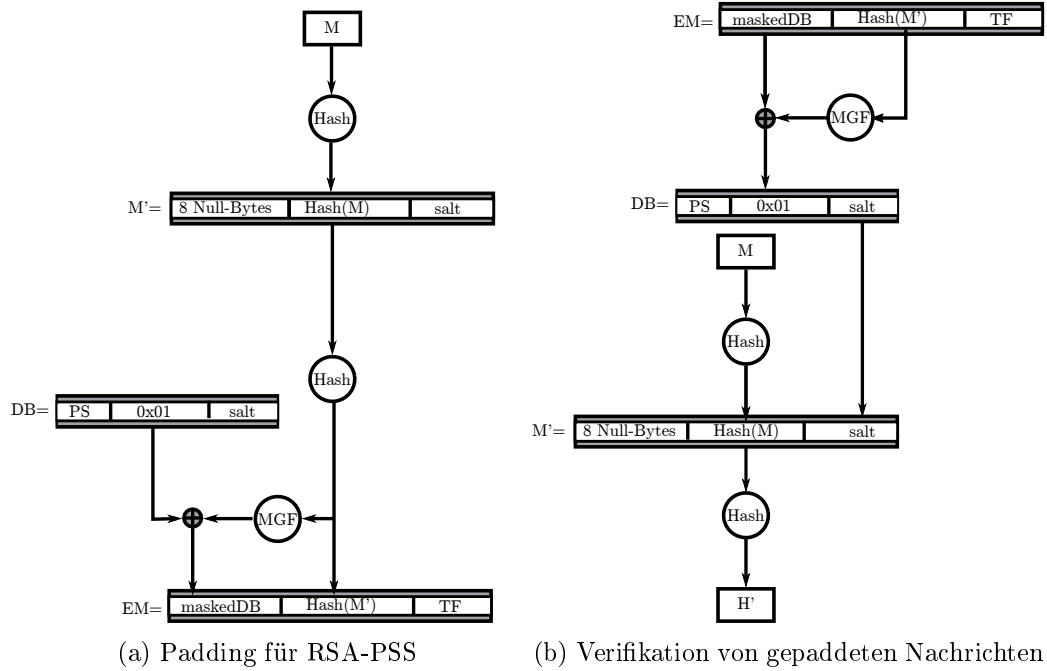 M
Hash
M'= 8 Null-Bytes Hash(M) salt
Hash
DB= PS 0x01 salt
MGF
EM= maskedDB Hash(M') TF
(a) Padding für RSA-PSS
EM= maskedDB Hash(M') TF
MGF
DB= PS 0x01 salt
M
Hash
M'= 8 Null-Bytes Hash(M) salt
Hash
H'
(b) Verifikation von gepaddeten Nachrichten